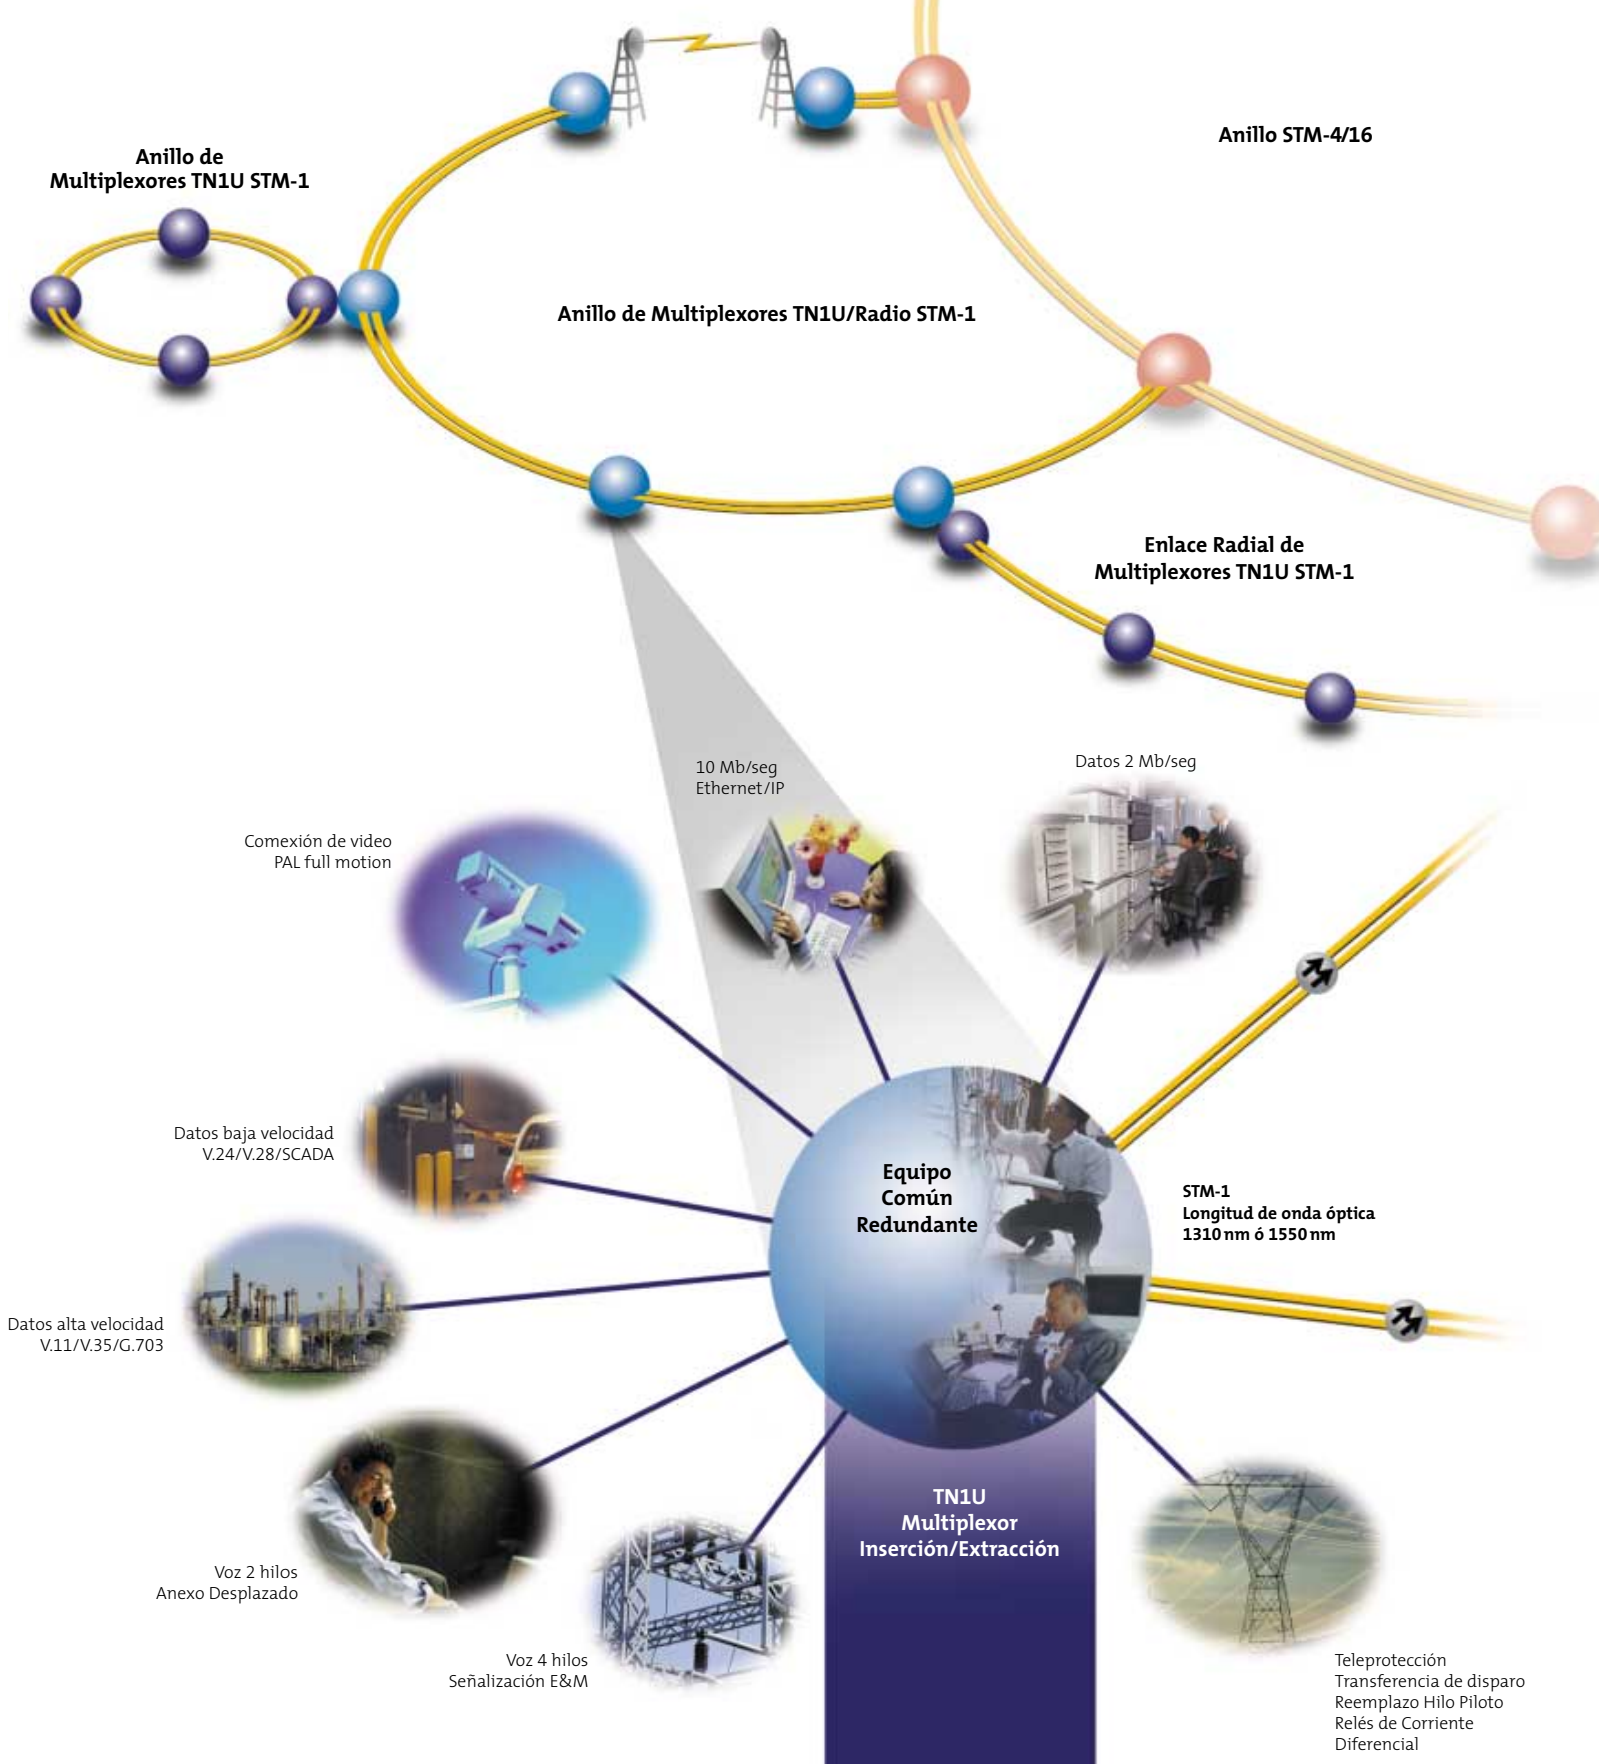 Anillo STM-4/16
Anillo de
Multiplexores TN1U STM-1
Anillo de Multiplexores TN1U/Radio STM-1
Enlace Radial de
Multiplexores TN1U STM-1
10 Mb/seg
Ethernet/IP
Datos 2 Mb/seg
Comexión de video
PAL full motion
Datos baja velocidad
V.24/V.28/SCADA
Equipo
Común
Redundante
STM-1
Longitud de onda óptica
1310 nm ó 1550 nm
Datos alta velocidad
V.11/V.35/G.703
TN1U
Multiplexor
Inserción/Extracción
Voz 2 hilos
Anexo Desplazado
Voz 4 hilos
Señalización E&M
Teleprotección
Transferencia de disparo
Reemplazo Hilo Piloto
Relés de Corriente
Diferencial